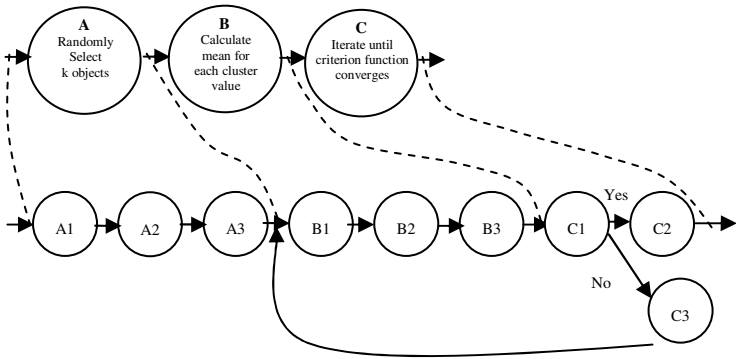 A
Randomly
Select
k objects
B
Calculate
mean for
each cluster
value
C
Iterate until
criterion function
converges
A1
A2
A3
B1
B2
B3
C1
Yes
C2
No
C3